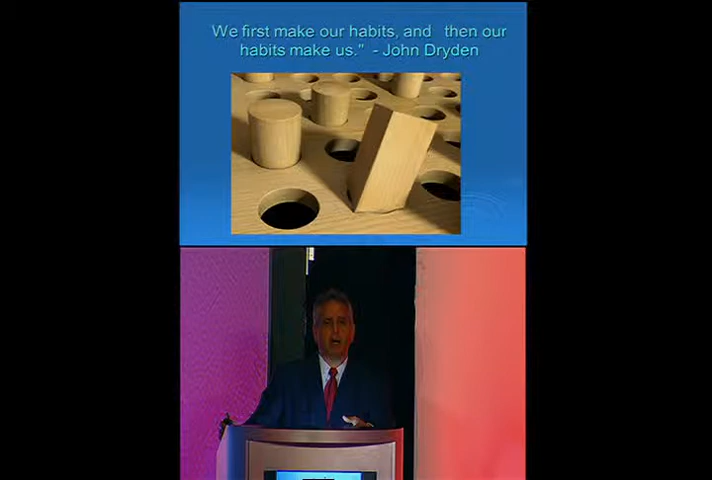 "We first make our habits, and then our
habits make us." - John Dryden